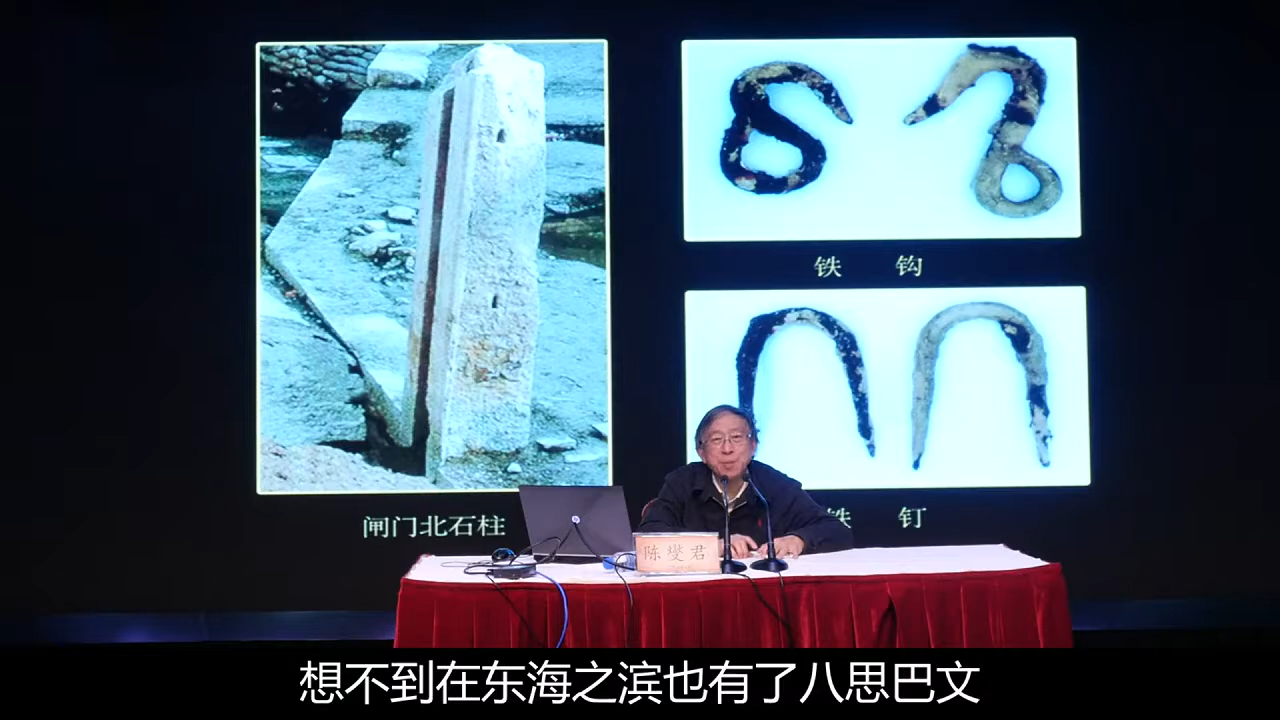 铁 钩
闸门北石柱
铁 钉
陈燮君
想不到在东海之滨也有了八思巴文